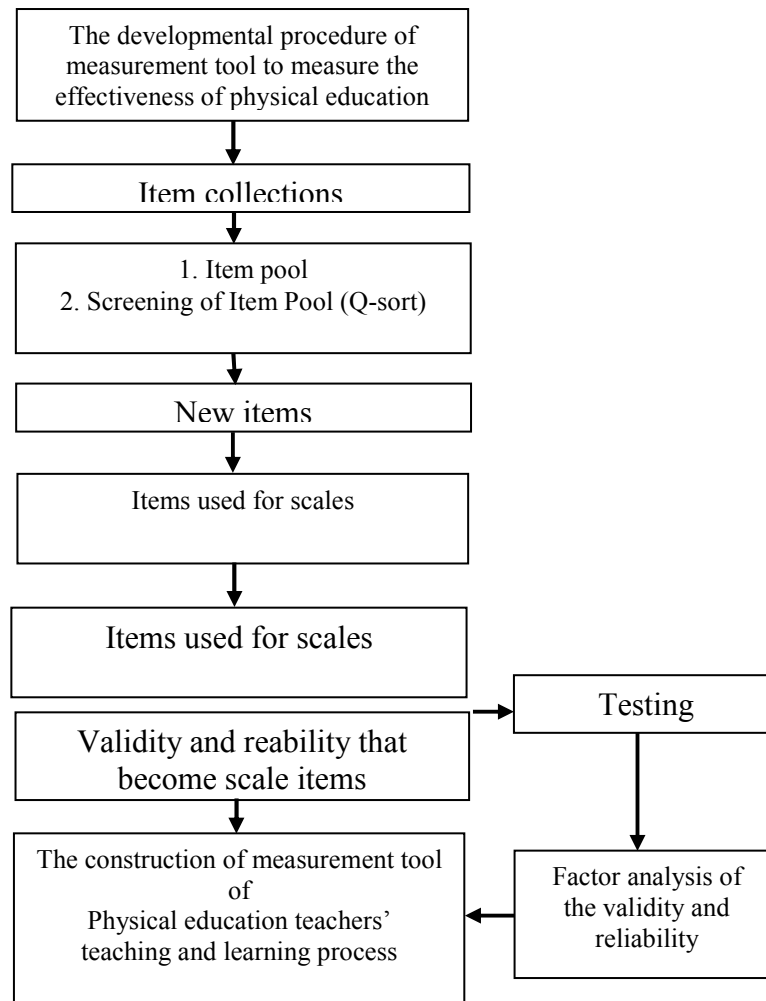 The developmental procedure of
measurement tool to measure the
effectiveness of physical education
Item collections
1. Item pool
2. Screening of Item Pool (Q-sort)
New items
Items used for scales
Items used for scales
Testing
Validity and reability that
become scale items
The construction of measurement tool
of
Physical education teachers’
teaching and learning process
Factor analysis of
the validity and
reliability